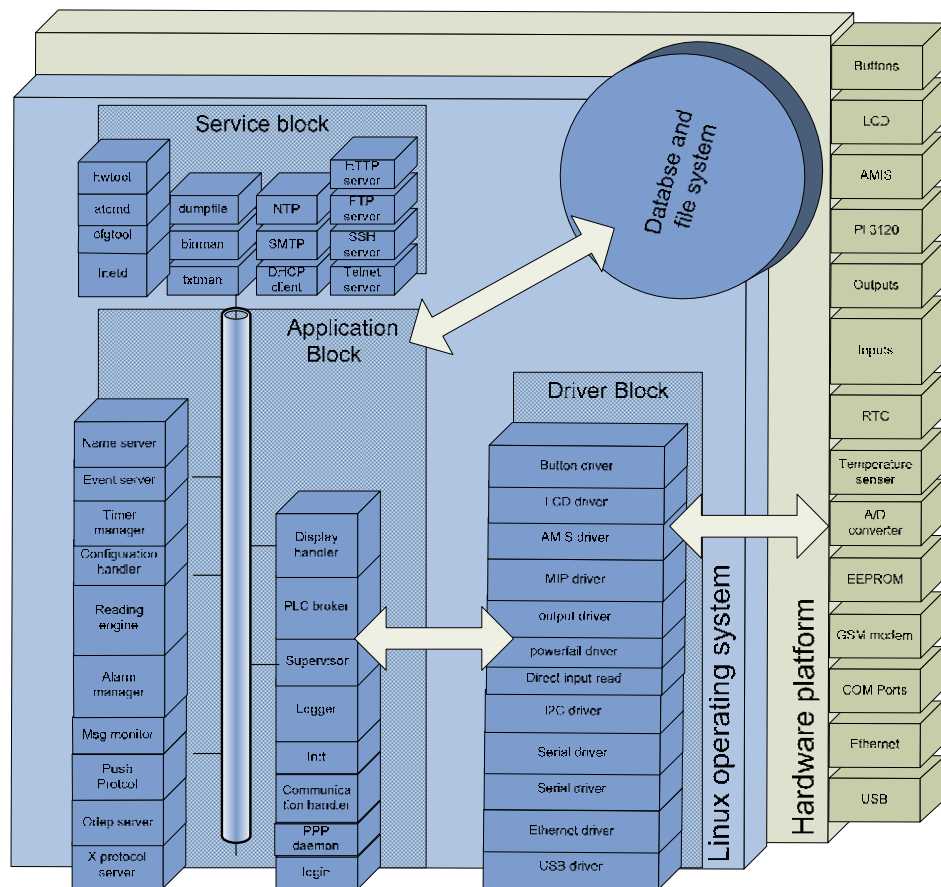 Service block
hwtool
atcmd
cfgtool
Inetd
dumpfile
binman
txtman
NTP
SMTP
DHCP
client
HTTP
server
FTP
server
SSH
server
Telnet
server
Databse and
file system
Application
Block
Name server
Event server
Timer
manager
Configuration
handler
Reading
engine
Alarm
manager
Msg monitor
Push
Protcol
Odep server
X protocol
server
Display
handler
PLC broker
Supervisor
Logger
Init
Communica
tion handler
PPP
daemon
login
Driver Block
Button driver
LCD driver
AMIS driver
MIP driver
output driver
powerfail driver
Direct input read
I2C driver
Serial driver
Serial driver
Ethernet driver
USB driver
Linux operating system
Hardware platform
Buttons
LCD
AMIS
Pl 3120
Outputs
Inputs
RTC
Temperature
senser
A/D
converter
EEPROM
GSM modem
COM Ports
Ethernet
USB